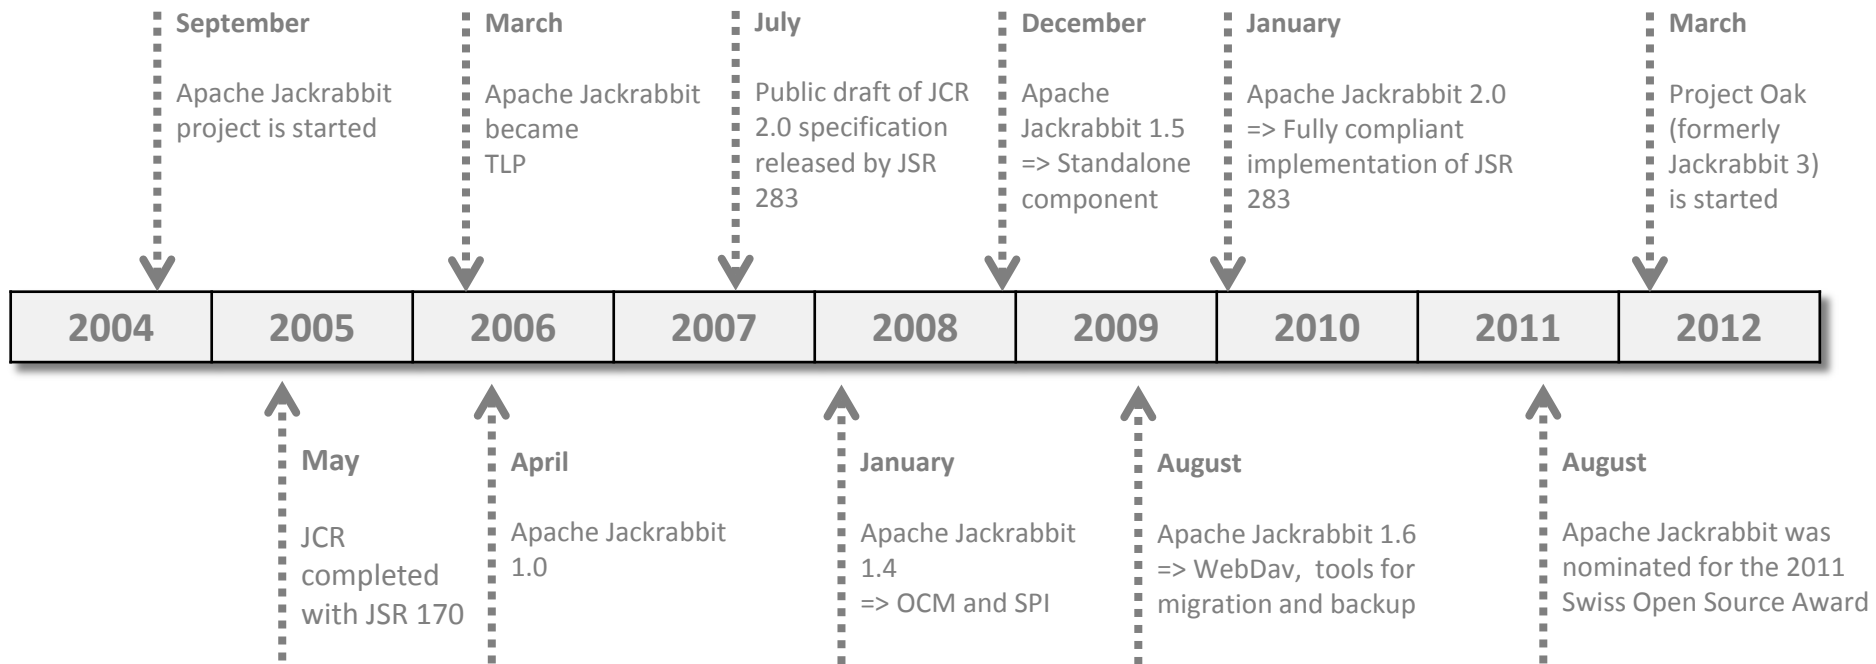 September
Apache Jackrabbit
project is started
March
Apache Jackrabbit
became
TLP
July
Public draft of JCR
2.0 specification
released by JSR
283
December
Apache
Jackrabbit 1.5
=> Standalone
component
January
Apache Jackrabbit 2.0
=> Fully compliant
implementation of JSR
283
March
Project Oak
(formerly
Jackrabbit 3)
is started
2004 2005 2006 2007 2008 2009 2010 2011 2012
May
JCR
completed
with JSR 170
April
Apache Jackrabbit
1.0
January
Apache Jackrabbit
1.4
=> OCM and SPI
August
Apache Jackrabbit 1.6
=> WebDav, tools for
migration and backup
August
Apache Jackrabbit was
nominated for the 2011
Swiss Open Source Award